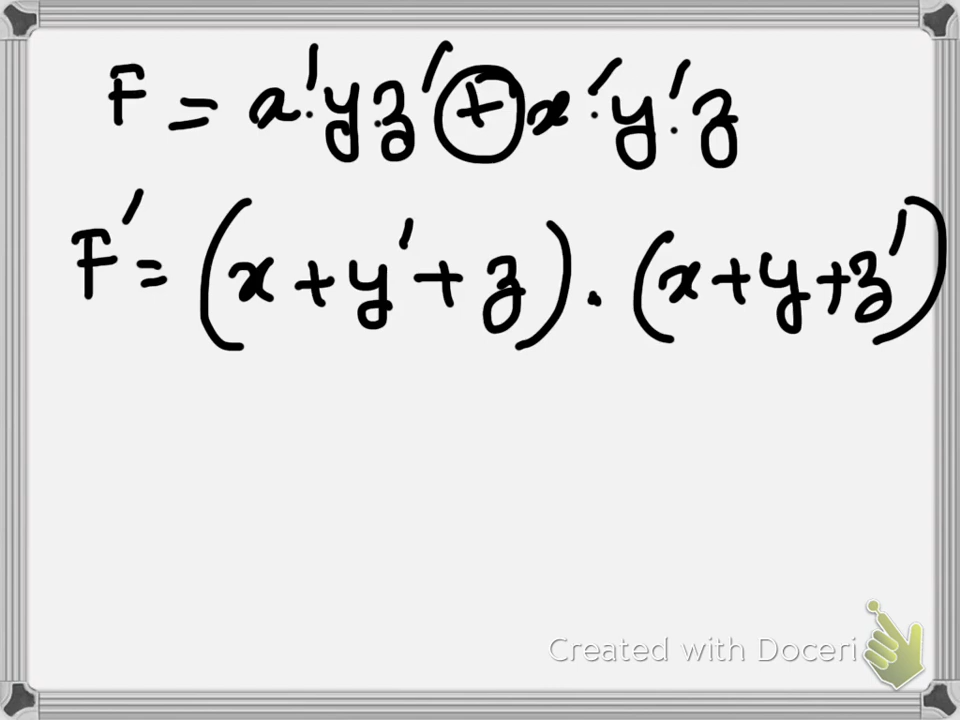 F = x'yz' + x'y'z
F' = (x+y'+z).(x+y+z')
Created with Doceri